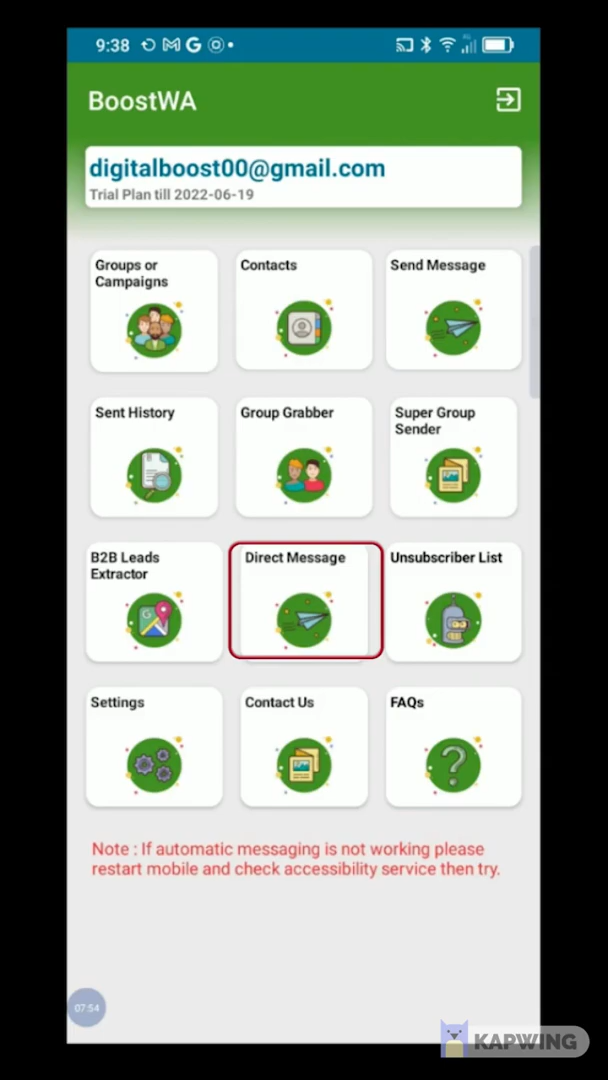 9:38
BoostWA
digitalboost00@gmail.com
Trial Plan till 2022-06-19
Groups or
Campaigns
Contacts
Send Message
Sent History
Group Grabber
Super Group
Sender
B2B Leads
Extractor
Direct Message
Unsubscriber List
Settings
Contact Us
FAQs
Note : If automatic messaging is not working please
restart mobile and check accessibility service then try.
07:54
KAPWING